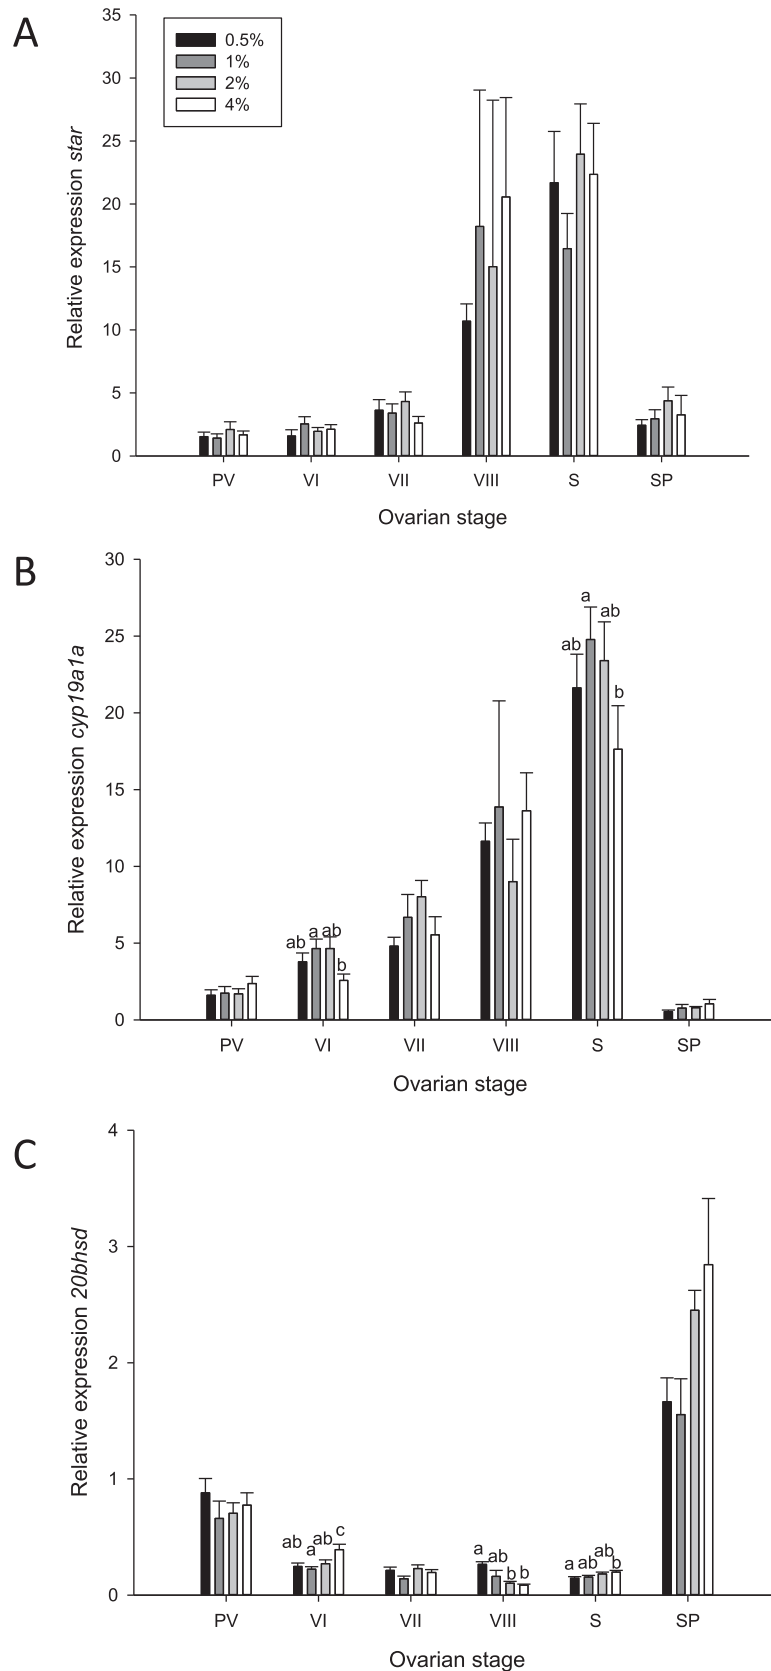 A
35
30
25
20
15
10
5
0
Relative expression star
0.5%
1%
2%
4%
PV VI VII VIII S SP
Ovarian stage
B
30
25
20
15
10
5
0
Relative expression cyp19a1a
ab a ab b
ab a ab b
PV VI VII VIII S SP
Ovarian stage
C
4
3
2
1
0
Relative expression 20bhsd
ab a ab c
a ab b b
a ab ab b
PV VI VII VIII S SP
Ovarian stage